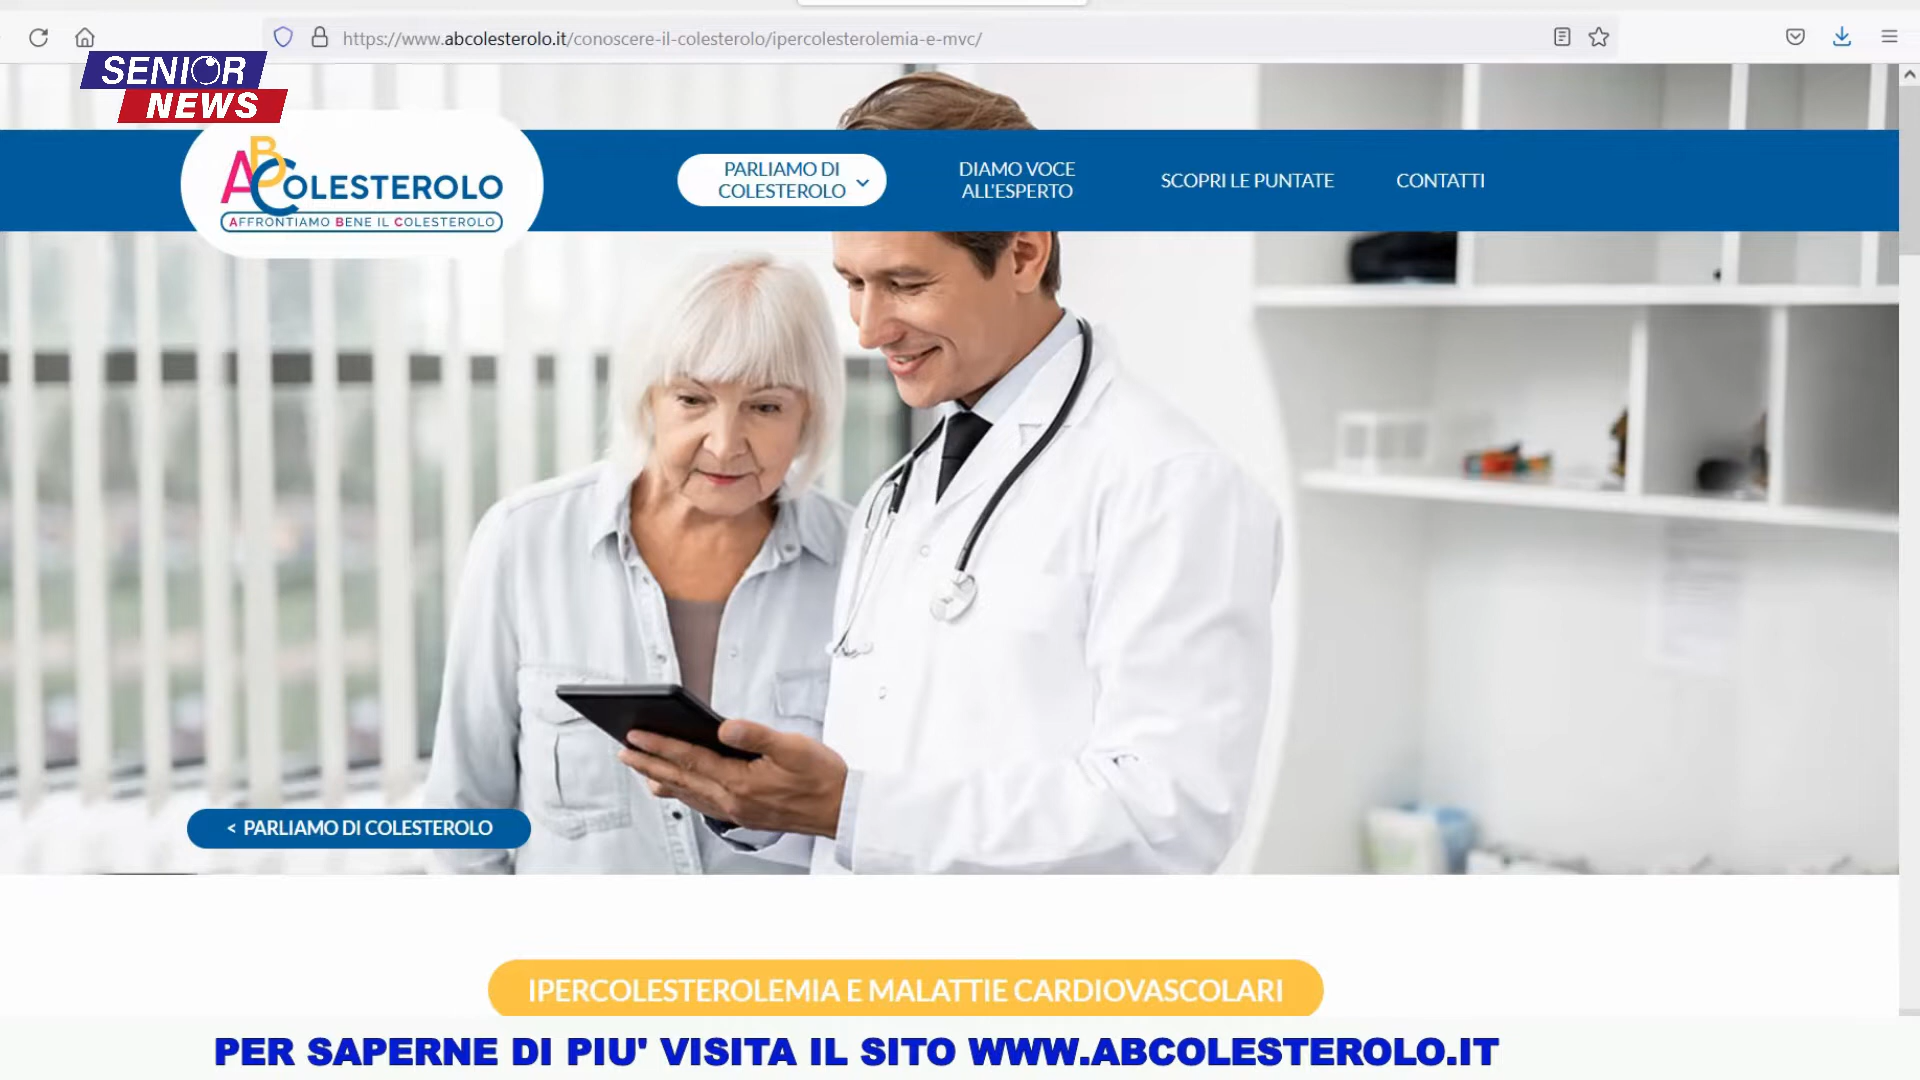 https://www.abcolesterolo.it/conoscere-il-colesterolo/ipercolesterolemia-e-mvc/
SENIOR
NEWS
ABCOLESTEROLO
AFFRONTIAMO BENE IL COLESTEROLO
PARLIAMO DI
COLESTEROLO
DIAMO VOCE
ALL'ESPERTO
SCOPRI LE PUNTATE
CONTATTI
< PARLIAMO DI COLESTEROLO
IPERCOLESTEROLEMIA E MALATTIE CARDIOVASCOLARI
PER SAPERNE DI PIU' VISITA IL SITO WWW.ABCOLESTEROLO.IT